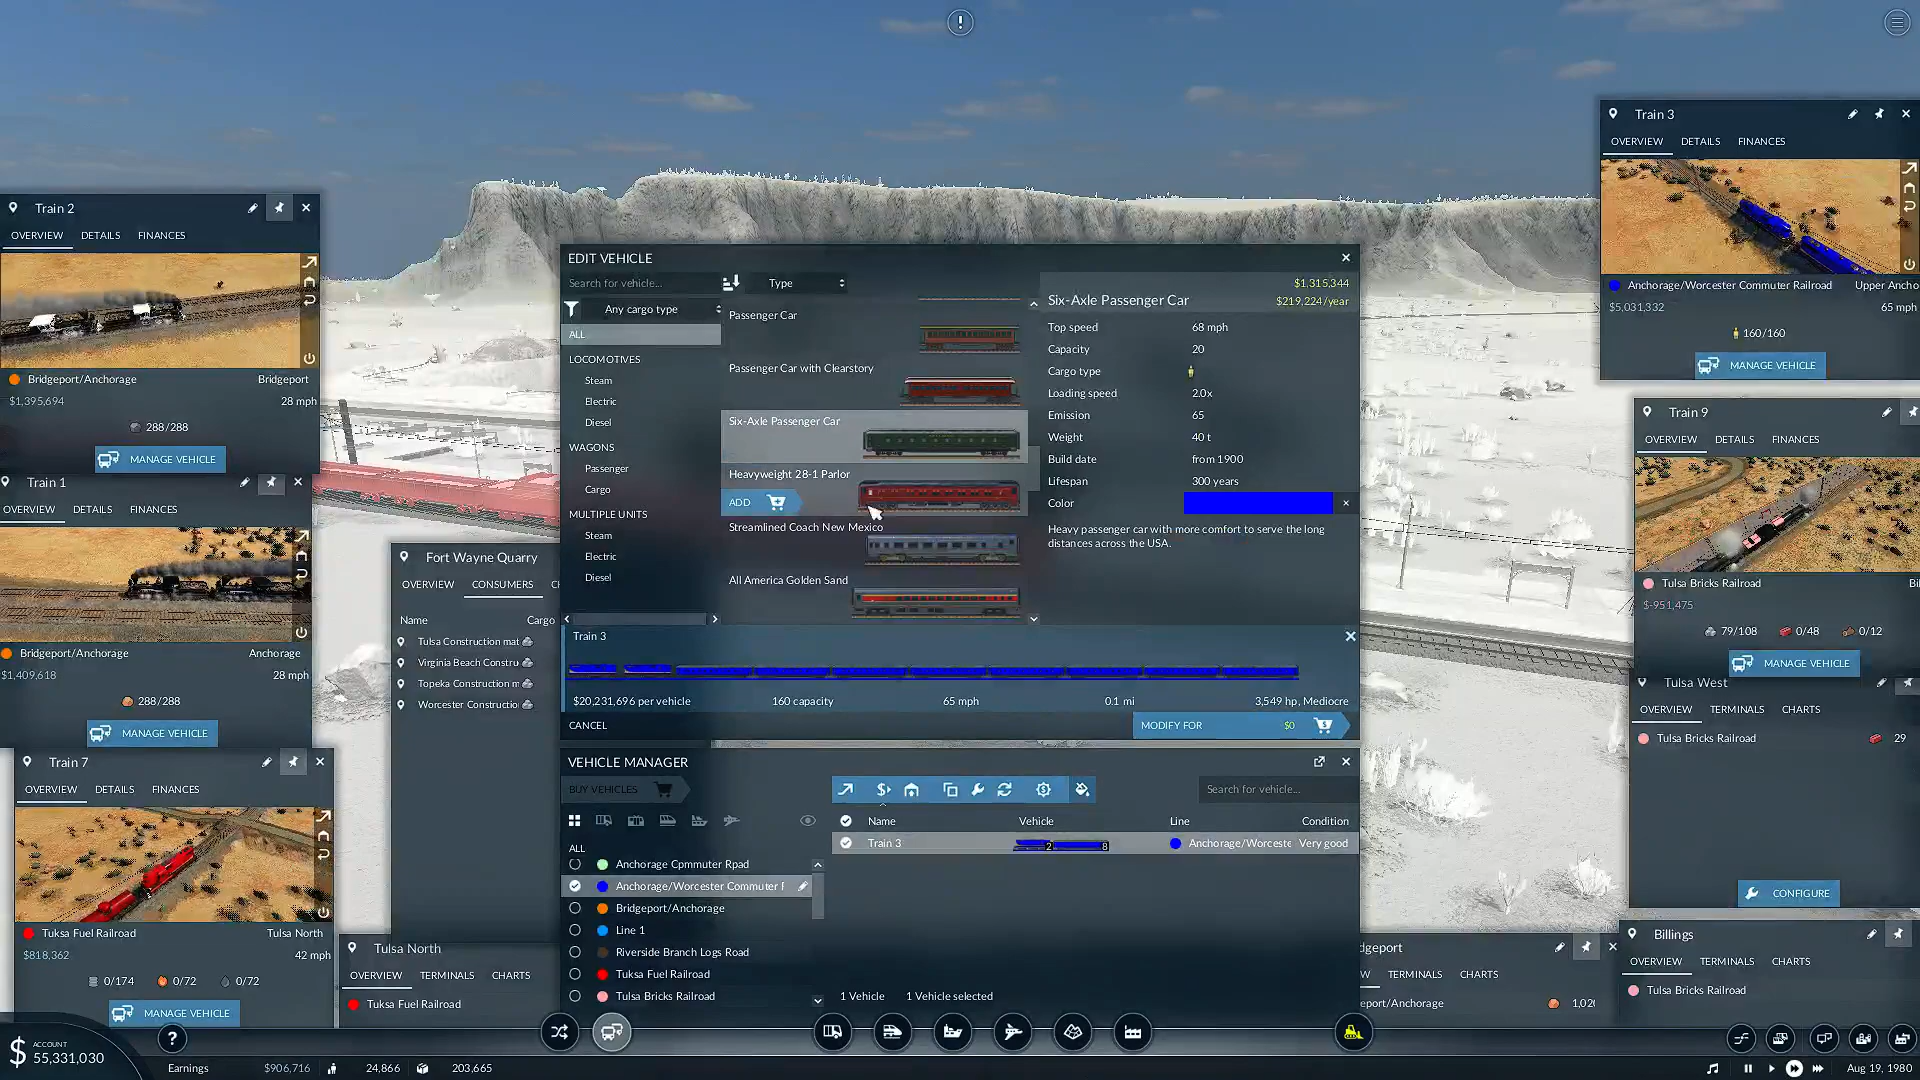 Train 2
OVERVIEW DETAILS FINANCES
Bridgeport/Anchorage Bridgeport
$1,395,694 28 mph
288/288
MANAGE VEHICLE
Train 1
OVERVIEW DETAILS FINANCES
Bridgeport/Anchorage Anchorage
$1,409,618 28 mph
288/288
MANAGE VEHICLE
Train 7
OVERVIEW DETAILS FINANCES
Tuksa Fuel Railroad Tulsa North
$818,362 42 mph
0/174 0/72 0/72
MANAGE VEHICLE
Fort Wayne Quarry
OVERVIEW CONSUMERS
Name Cargo
Tulsa Construction mat
Virginia Beach Constru
Topeka Construction m
Worcester Constructio
Tulsa North
OVERVIEW TERMINALS CHARTS
Tuksa Fuel Railroad
EDIT VEHICLE
Search for vehicle... Type
Any cargo type
ALL
LOCOMOTIVES
Steam
Electric
Diesel
WAGONS
Passenger
Cargo
MULTIPLE UNITS
Steam
Electric
Diesel
Passenger Car
Passenger Car with Clearstory
Six-Axle Passenger Car
Heavyweight 28-1 Parlor
ADD
Streamlined Coach New Mexico
All America Golden Sand
$1,315,344
Six-Axle Passenger Car $219,224/year
Top speed 68 mph
Capacity 20
Cargo type
Loading speed 2.0x
Emission 65
Weight 40 t
Build date from 1900
Lifespan 300 years
Color
Heavy passenger car with more comfort to serve the long
distances across the USA.
Train 3
$20,231,696 per vehicle 160 capacity 65 mph 0.1 mi 3,549 hp, Mediocre
CANCEL MODIFY FOR $0
VEHICLE MANAGER
BUY VEHICLES Search for vehicle...
ALL
Anchorage Cpmmuter Rpad
Anchorage/Worcester Commuter
Bridgeport/Anchorage
Line 1
Riverside Branch Logs Road
Tuksa Fuel Railroad
Tulsa Bricks Railroad
Name Vehicle Line Condition
Train 3 2 8 Anchorage/Worceste Very good
1 Vehicle 1 Vehicle selected
Train 3
OVERVIEW DETAILS FINANCES
Anchorage/Worcester Commuter Railroad Upper Ancho
$5,031,332 65 mph
160/160
MANAGE VEHICLE
Train 9
OVERVIEW DETAILS FINANCES
Tulsa Bricks Railroad Bi
$-951,475
79/108 0/48 0/12
MANAGE VEHICLE
Tulsa West
OVERVIEW TERMINALS CHARTS
Tulsa Bricks Railroad 29
CONFIGURE
dgeport
W TERMINALS CHARTS
eport/Anchorage 1,02
Billings
OVERVIEW TERMINALS CHARTS
Tulsa Bricks Railroad
ACCOUNT
$ 55,331,030
?
Earnings $906,716 24,866 203,665
Aug 19, 1980